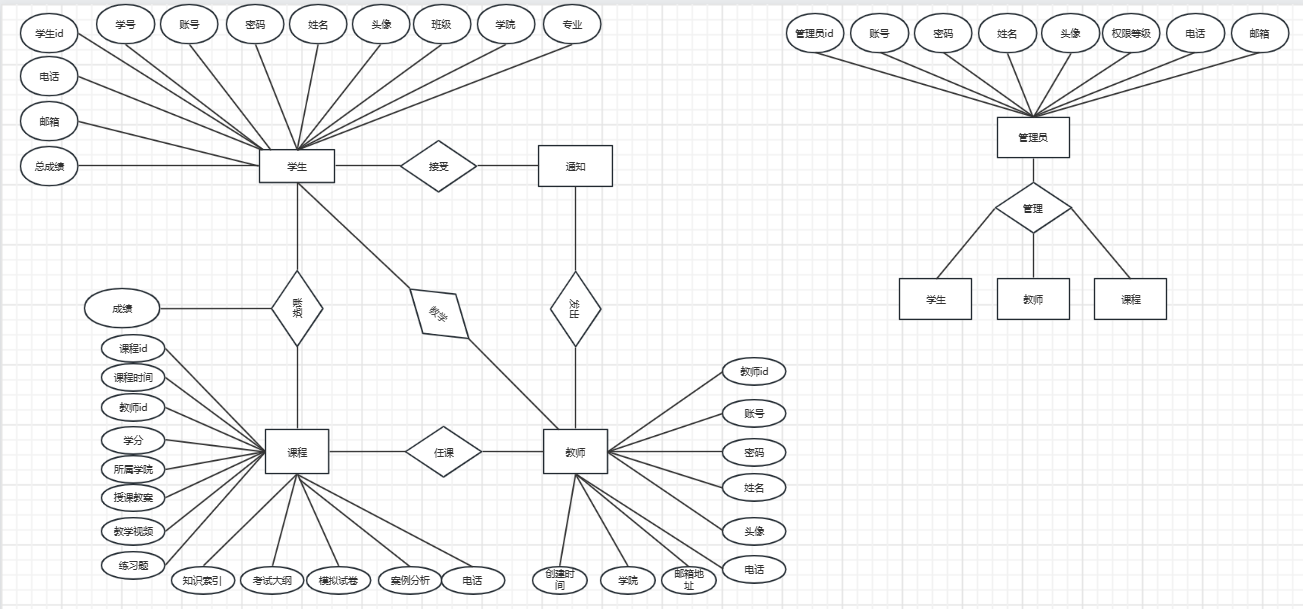 学生id
学号
账号
密码
姓名
头像
班级
学院
专业
电话
邮箱
总成绩
学生
接受
通知
管理员id
账号
密码
姓名
头像
权限等级
电话
邮箱
管理员
管理
学生
教师
课程
成绩
教学
发出
课程id
课程时间
教师id
学分
所属学院
授课教案
教学视频
练习题
课程
任课
教师
教师id
账号
密码
姓名
头像
电话
知识索引
考试大纲
模拟试卷
案例分析
电话
创建时
间
学院
邮箱地
址